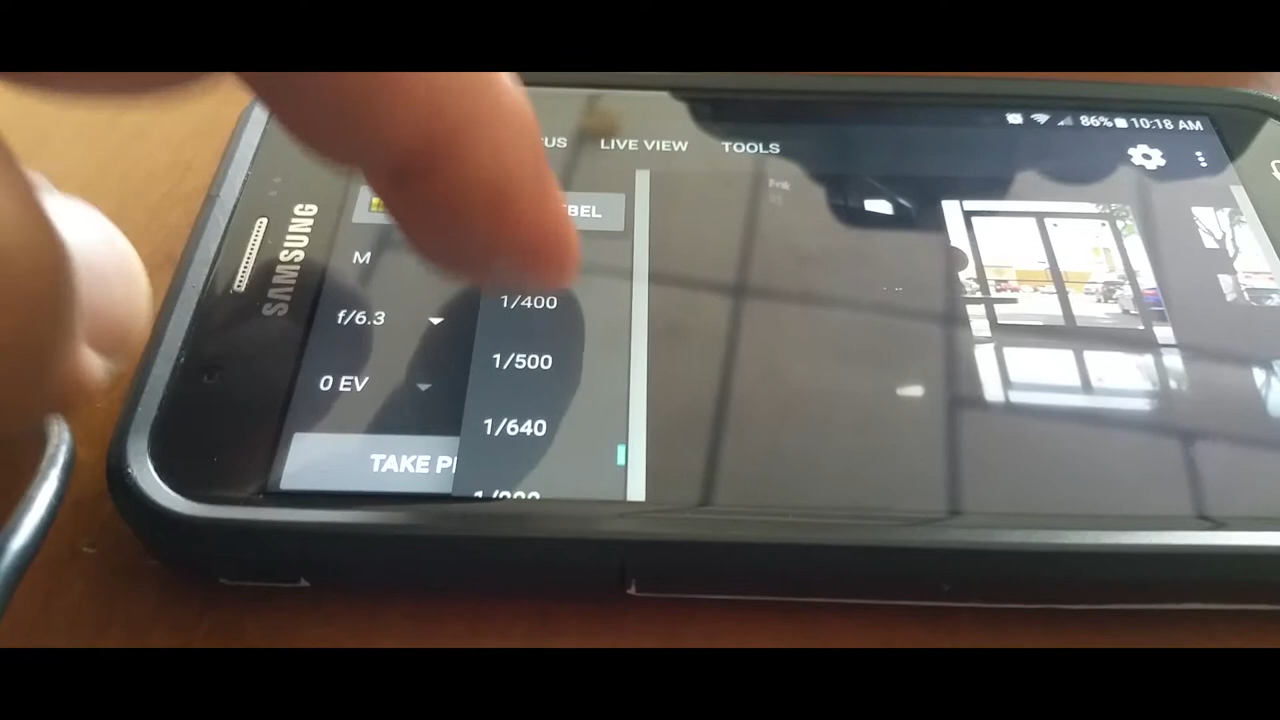 86% 10:18 AM
LIVE VIEW TOOLS
SAMSUNG
M
1/400
f/6.3
1/500
0 EV
1/640
TAKE